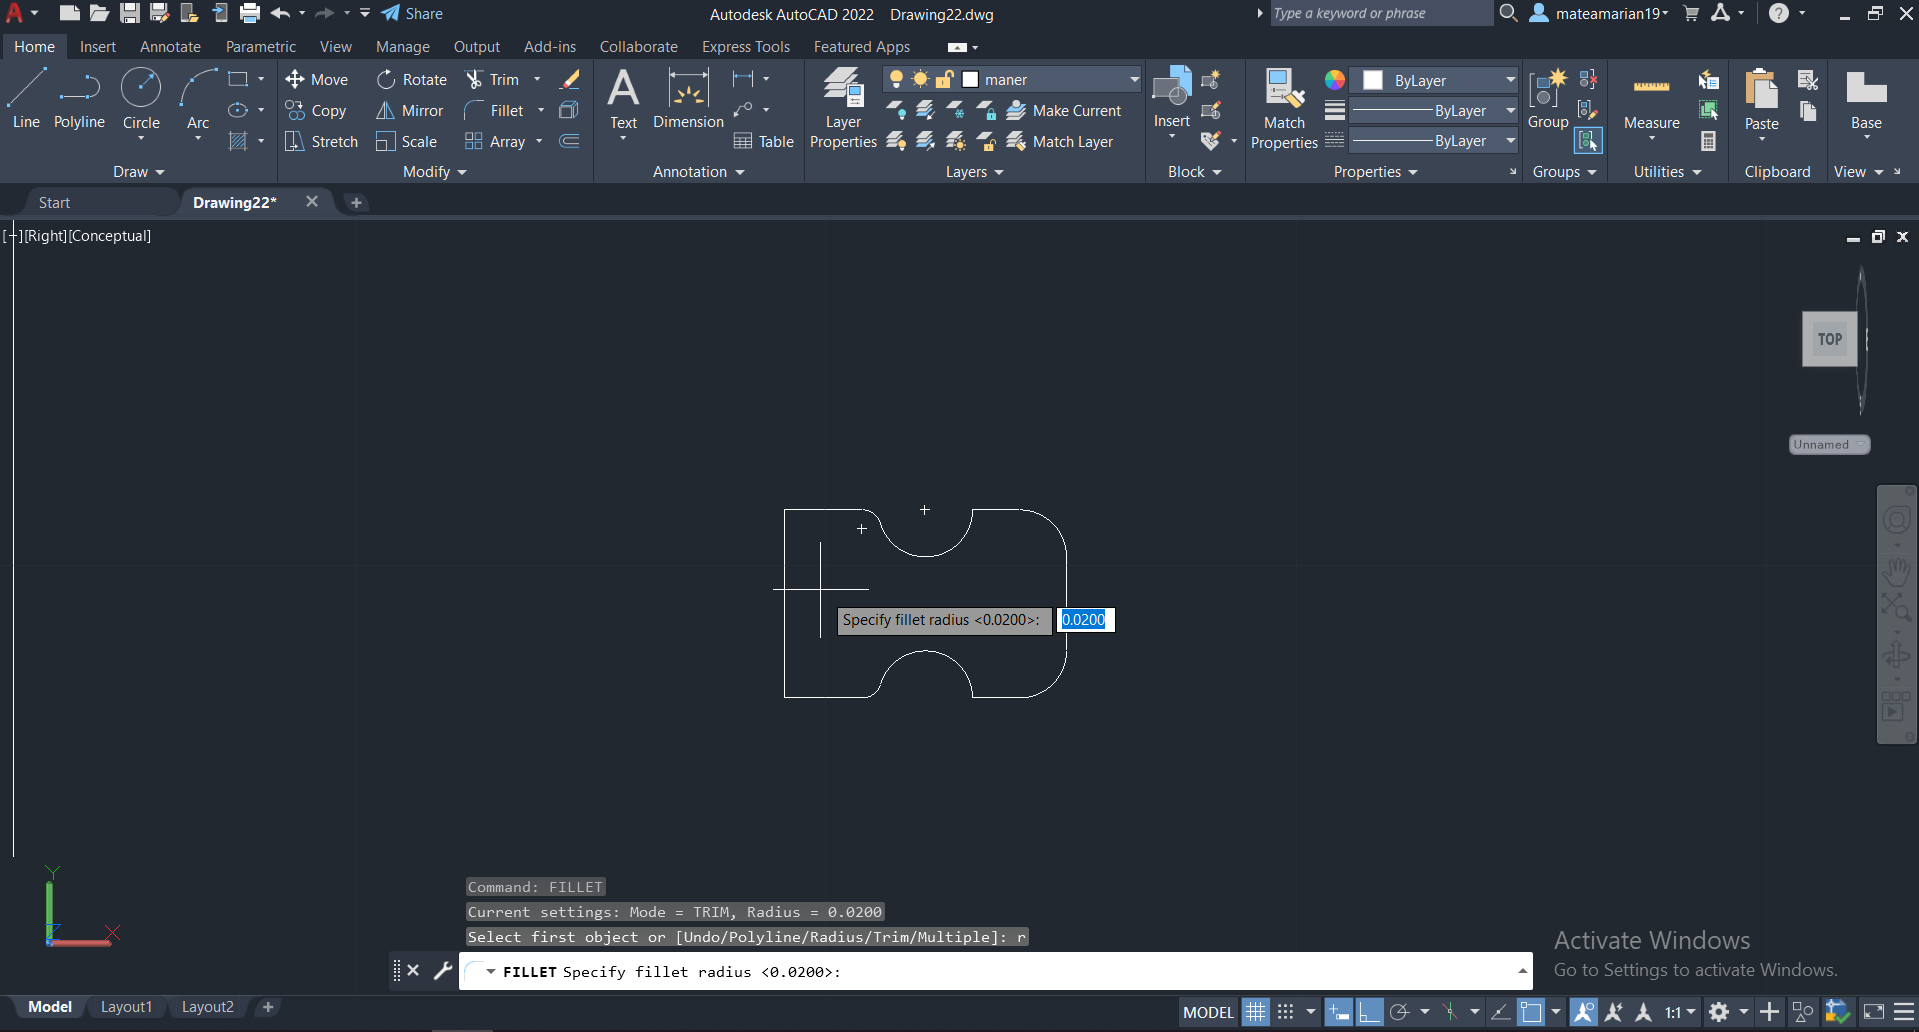 Share
Autodesk AutoCAD 2022 Drawing22.dwg
Type a keyword or phrase
mateamarian19
Home Insert Annotate Parametric View Manage Output Add-ins Collaborate Express Tools Featured Apps
Line Polyline Circle Arc
Draw
Move Rotate Trim
Copy Mirror Fillet
Stretch Scale Array
Modify
Text Dimension Table
Annotation
Layer Properties
maner
Make Current
Match Layer
Layers
Insert
Block
Match Properties
ByLayer
ByLayer
ByLayer
Properties
Group
Groups
Measure
Utilities
Paste
Clipboard
Base
View
Start Drawing22*
[−][Right][Conceptual]
TOP
Unnamed
Specify fillet radius <0.0200>: 0.0200
Y
Z
X
Command: FILLET
Current settings: Mode = TRIM, Radius = 0.0200
Select first object or [Undo/Polyline/Radius/Trim/Multiple]: r
FILLET Specify fillet radius <0.0200>:
Activate Windows
Go to Settings to activate Windows.
Model Layout1 Layout2
MODEL 1:1